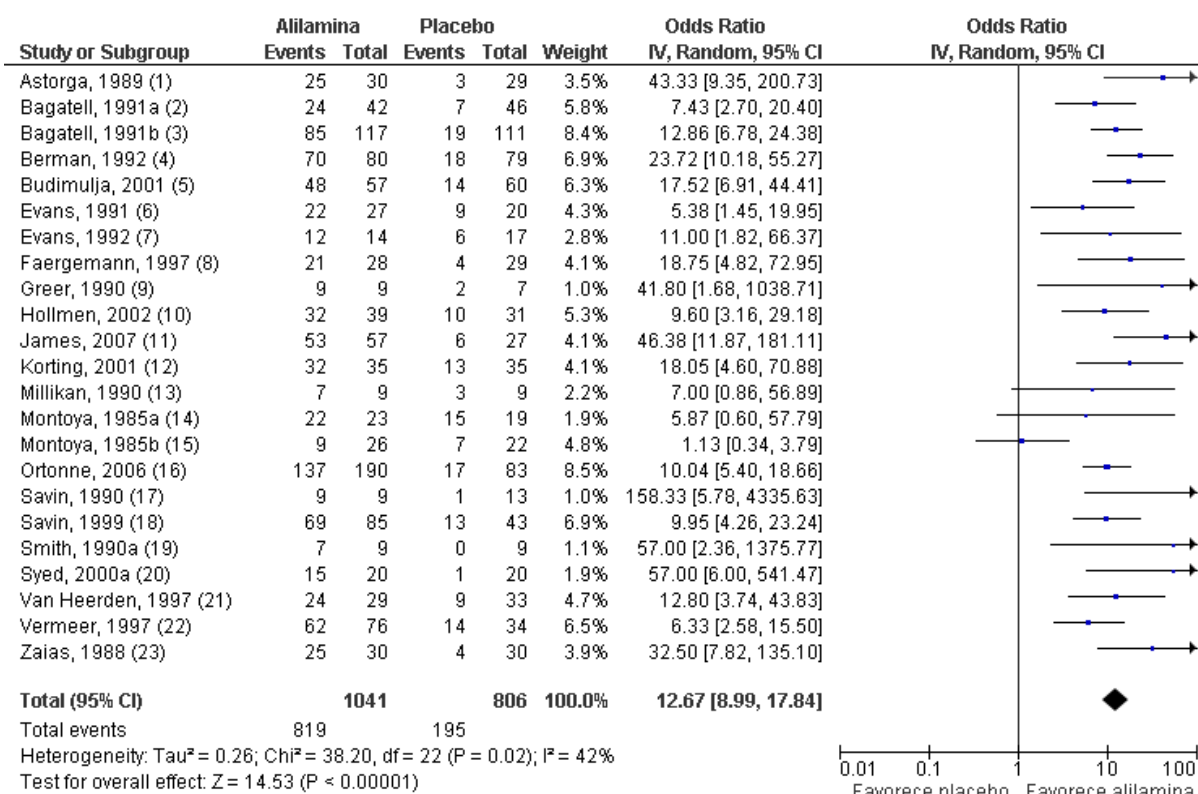 Alilamina Placebo Odds Ratio Odds Ratio
Study or Subgroup Events Total Events Total Weight IV, Random, 95% CI IV, Random, 95% CI
Astorga, 1989 (1) 25 30 3 29 3.5% 43.33 [9.35, 200.73]
Bagatell, 1991a (2) 24 42 7 46 5.8% 7.43 [2.70, 20.40]
Bagatell, 1991b (3) 85 117 19 111 8.4% 12.86 [6.78, 24.38]
Berman, 1992 (4) 70 80 18 79 6.9% 23.72 [10.18, 55.27]
Budimulja, 2001 (5) 48 57 14 60 6.3% 17.52 [6.91, 44.41]
Evans, 1991 (6) 22 27 9 20 4.3% 5.38 [1.45, 19.95]
Evans, 1992 (7) 12 14 6 17 2.8% 11.00 [1.82, 66.37]
Faergemann, 1997 (8) 21 28 4 29 4.1% 18.75 [4.82, 72.95]
Greer, 1990 (9) 9 9 2 7 1.0% 41.80 [1.68, 1038.71]
Hollmen, 2002 (10) 32 39 10 31 5.3% 9.60 [3.16, 29.18]
James, 2007 (11) 53 57 6 27 4.1% 46.38 [11.87, 181.11]
Korting, 2001 (12) 32 35 13 35 4.1% 18.05 [4.60, 70.88]
Millikan, 1990 (13) 7 9 3 9 2.2% 7.00 [0.86, 56.89]
Montoya, 1985a (14) 22 23 15 19 1.9% 5.87 [0.60, 57.79]
Montoya, 1985b (15) 9 26 7 22 4.8% 1.13 [0.34, 3.79]
Ortonne, 2006 (16) 137 190 17 83 8.5% 10.04 [5.40, 18.66]
Savin, 1990 (17) 9 9 1 13 1.0% 158.33 [5.78, 4335.63]
Savin, 1999 (18) 69 85 13 43 6.9% 9.95 [4.26, 23.24]
Smith, 1990a (19) 7 9 0 9 1.1% 57.00 [2.36, 1375.77]
Syed, 2000a (20) 15 20 1 20 1.9% 57.00 [6.00, 541.47]
Van Heerden, 1997 (21) 24 29 9 33 4.7% 12.80 [3.74, 43.83]
Vermeer, 1997 (22) 62 76 14 34 6.5% 6.33 [2.58, 15.50]
Zaias, 1988 (23) 25 30 4 30 3.9% 32.50 [7.82, 135.10]
Total (95% CI) 1041 806 100.0% 12.67 [8.99, 17.84]
Total events 819 195
Heterogeneity: Tau² = 0.26; Chi² = 38.20, df = 22 (P = 0.02); I² = 42%
Test for overall effect: Z = 14.53 (P < 0.00001)
0.01 0.1 1 10 100
Favorece placebo Favorece alilamina